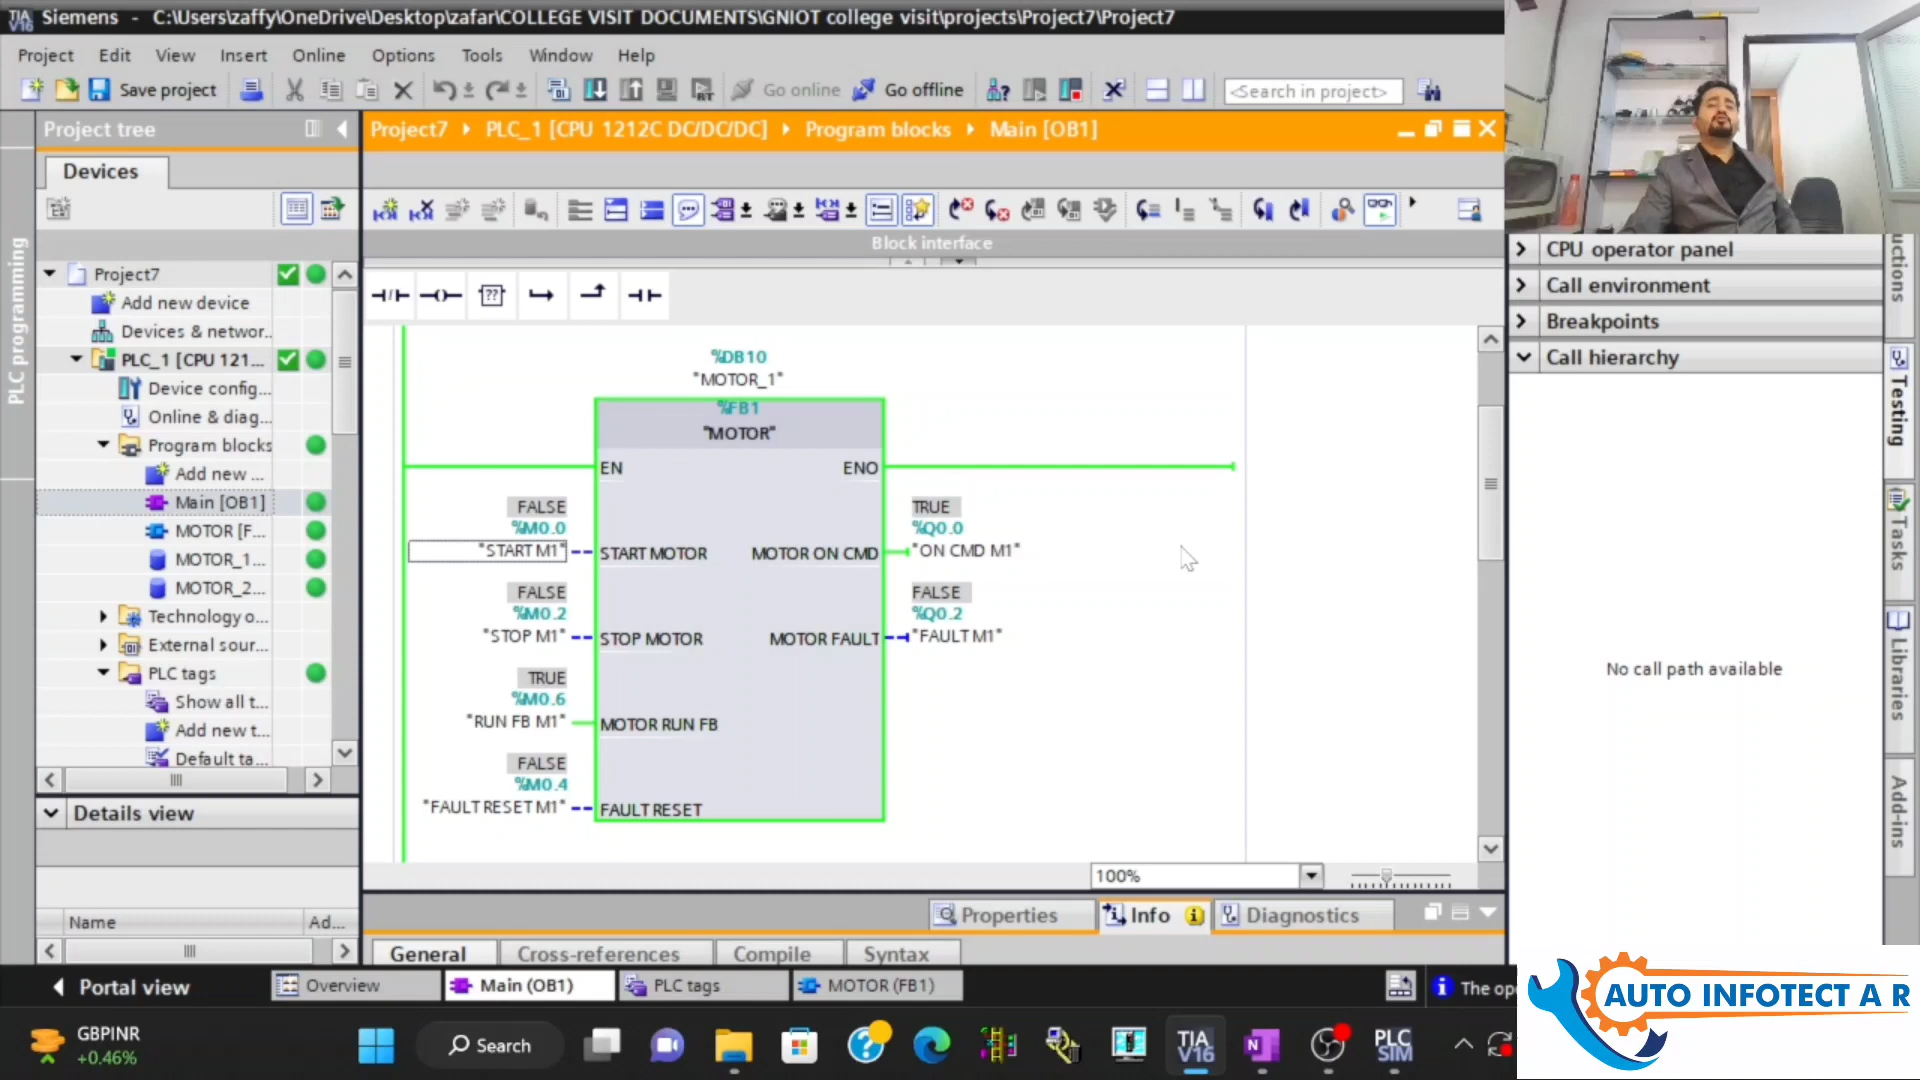 Siemens - C:\Users\zaffy\OneDrive\Desktop\zafar\COLLEGE VISIT DOCUMENTS\GNIOT college visit\projects\Project7\Project7
TIA V16
Project Edit View Insert Online Options Tools Window Help
Save project
RT
Go online
Go offline
<Search in project>
Project tree
Project7 PLC_1 [CPU 1212C DC/DC/DC] Program blocks Main [OB1]
Devices
Block interface
PLC programming
Project7
Add new device
Devices & networ..
PLC_1 [CPU 121...
Device config...
Online & diag...
Program blocks
Add new ...
Main [OB1]
MOTOR [F...
MOTOR_1...
MOTOR_2...
Technology o...
External sour...
PLC tags
Show all t...
Add new t...
Default ta...
Details view
Name Ad...
??
%DB10
"MOTOR_1"
%FB1
"MOTOR"
EN ENO
FALSE
%M0.0
"START M1" START MOTOR
MOTOR ON CMD
TRUE
%Q0.0
"ON CMD M1"
FALSE
%M0.2
"STOP M1" STOP MOTOR
MOTOR FAULT
FALSE
%Q0.2
"FAULT M1"
TRUE
%M0.6
"RUN FB M1" MOTOR RUN FB
FALSE
%M0.4
"FAULT RESET M1" FAULT RESET
100%
Properties Info Diagnostics
General Cross-references Compile Syntax
CPU operator panel
Call environment
Breakpoints
Call hierarchy
No call path available
uctions
Testing
Tasks
Libraries
Add-ins
Portal view Overview Main (OB1) PLC tags MOTOR (FB1)
The op
AUTO INFOTECT A R
GBPINR
+0.46%
Search
TIA V16
N
PLC SIM